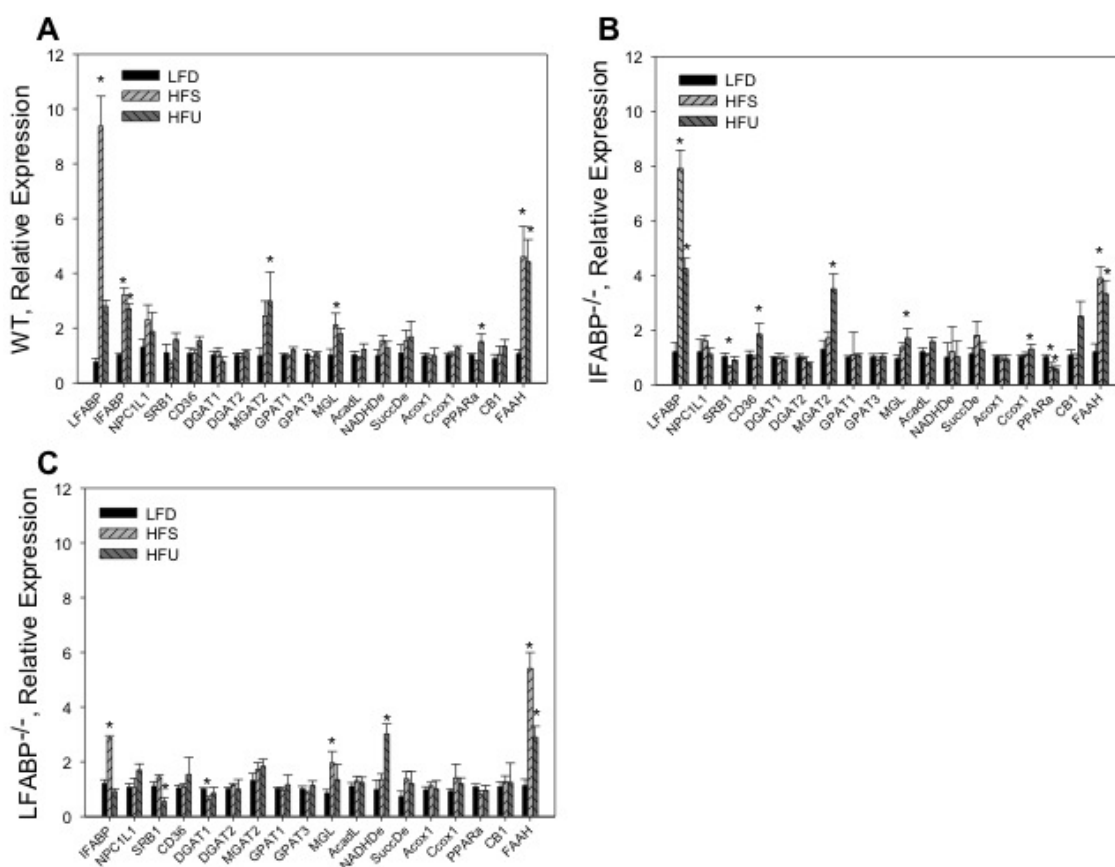 A
WT, Relative Expression
12
10
8
6
4
2
0
LFD
HFS
HFU
*
*
*
*
*
*
*
*
LFABP
IFABP
NPC1L1
SRB1
CD36
DGAT1
DGAT2
MGAT2
GPAT1
GPAT3
MGL
AcadL
NADHDe
SuccDe
Acox1
Ccox1
PPARa
CB1
FAAH
B
IFABP-/-, Relative Expression
12
10
8
6
4
2
0
LFD
HFS
HFU
*
*
*
*
*
*
*
*
*
*
*
LFABP
NPC1L1
SRB1
CD36
DGAT1
DGAT2
MGAT2
GPAT1
GPAT3
MGL
AcadL
NADHDe
SuccDe
Acox1
Ccox1
PPARa
CB1
FAAH
C
LFABP-/-, Relative Expression
12
10
8
6
4
2
0
LFD
HFS
HFU
*
*
*
*
*
*
*
IFABP
NPC1L1
SRB1
CD36
DGAT1
DGAT2
MGAT2
GPAT1
GPAT3
MGL
AcadL
NADHDe
SuccDe
Acox1
Ccox1
PPARa
CB1
FAAH